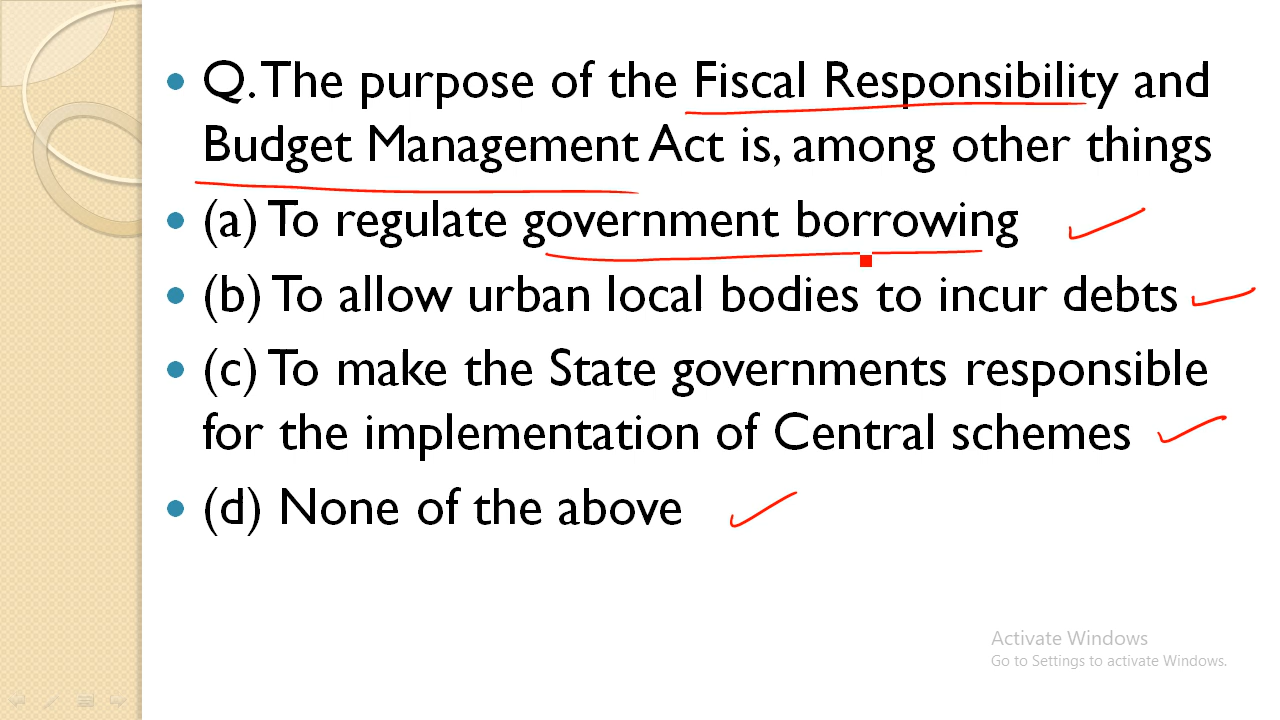 Q. The purpose of the Fiscal Responsibility and
Budget Management Act is, among other things
(a) To regulate government borrowing
(b) To allow urban local bodies to incur debts
(c) To make the State governments responsible
for the implementation of Central schemes
(d) None of the above
Activate Windows
Go to Settings to activate Windows.